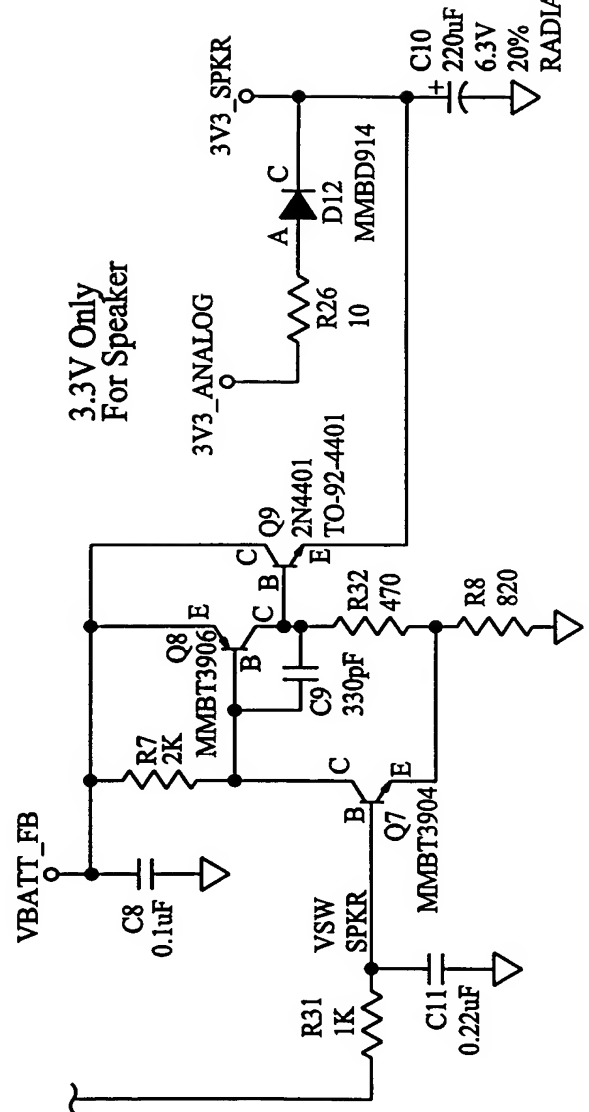 3.3V Only
For Speaker
VBATT_FB
C8
0.1uF
R7
2K
Q8
MMBT3906
E
B
C
C9
330pF
C
B
E
Q9
2N4401
TO-92-4401
3V3_ANALOG
R26
10
A
C
D12
MMBD914
3V3_SPKR
+
C10
220uF
6.3V
20%
RADIA
R31
1K
VSW
SPKR
C11
0.22uF
C
B
E
Q7
MMBT3904
R32
470
R8
820